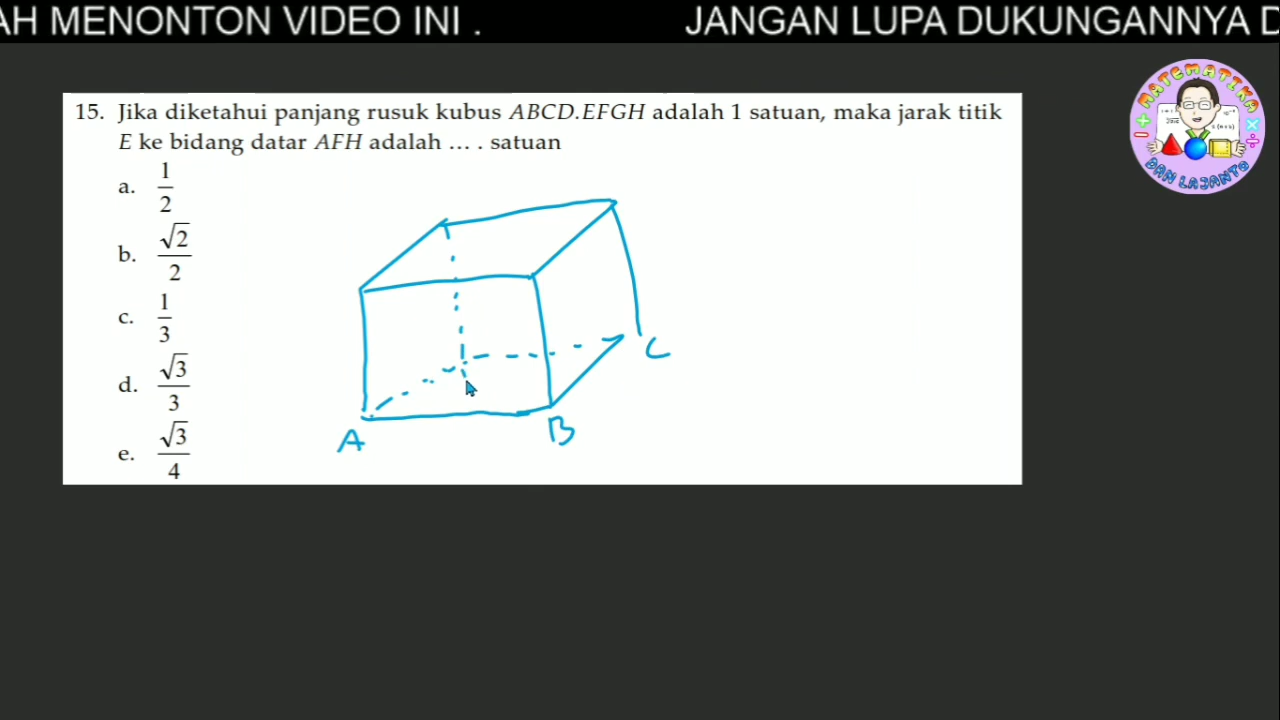 AH MENONTON VIDEO INI . JANGAN LUPA DUKUNGANNYA D
MATEMATIKA
DAN LAJANTO
15. Jika diketahui panjang rusuk kubus ABCD.EFGH adalah 1 satuan, maka jarak titik
E ke bidang datar AFH adalah ... . satuan
a. 1/2
b. √2/2
c. 1/3
d. √3/3
e. √3/4
C
A B